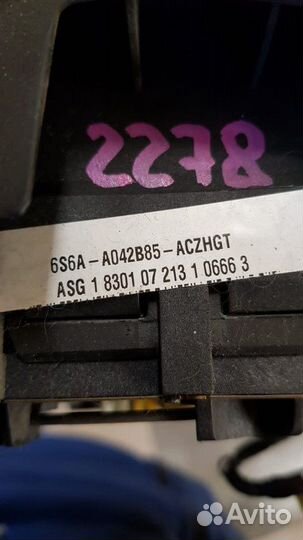 2278
6S6A-A042B85-ACZHGT
ASG 1 8301 07 213 1 0666 3
Avito